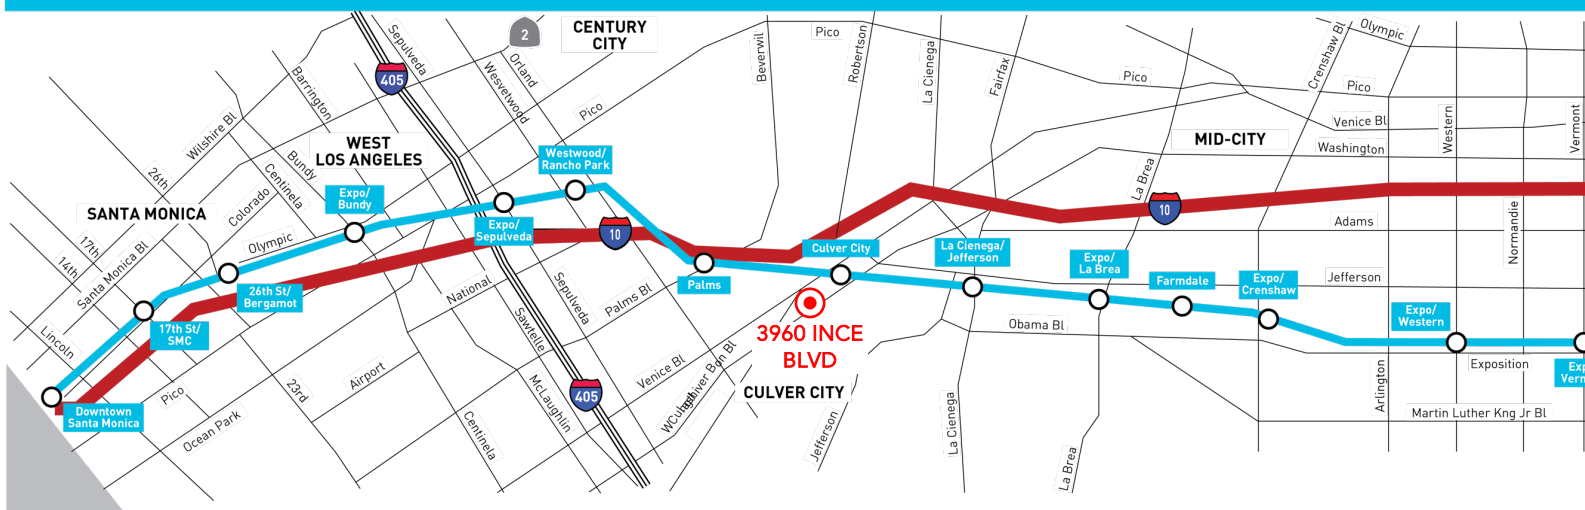 2
CENTURY
CITY
Sepulveda
Orland
Wesvetwood
405
Barrington
Pico
Beverwil
Pico
Robertson
La Cienega
Fairfax
Pico
Crenshaw Bl
Olympic
Pico
Venice Bl
Washington
Western
Vermont
MID-CITY
La Brea
10
Adams
Normandie
Jefferson
Wilshire Bl
26th
WEST
LOS ANGELES
Bundy
Centinela
Colorado
SANTA MONICA
Olympic
17th
14th
Santa Monica Bl
Lincoln
Expo/
Bundy
Westwood/
Rancho Park
Expo/
Sepulveda
10
26th St/
Bergamot
17th St/
SMC
Downtown
Santa Monica
Palms
Culver City
La Cienega/
Jefferson
Expo/
La Brea
Farmdale
Expo/
Crenshaw
Expo/
Western
National
Sepulveda
Palms Bl
Sawtelle
3960 INCE
BLVD
Obama Bl
Exposition
Venice Bl
CULVER CITY
405
Pico
23rd
Airport
Ocean Park
McLaughlin
Centinela
Jefferson
La Cienega
La Brea
Arlington
Martin Luther Kng Jr Bl